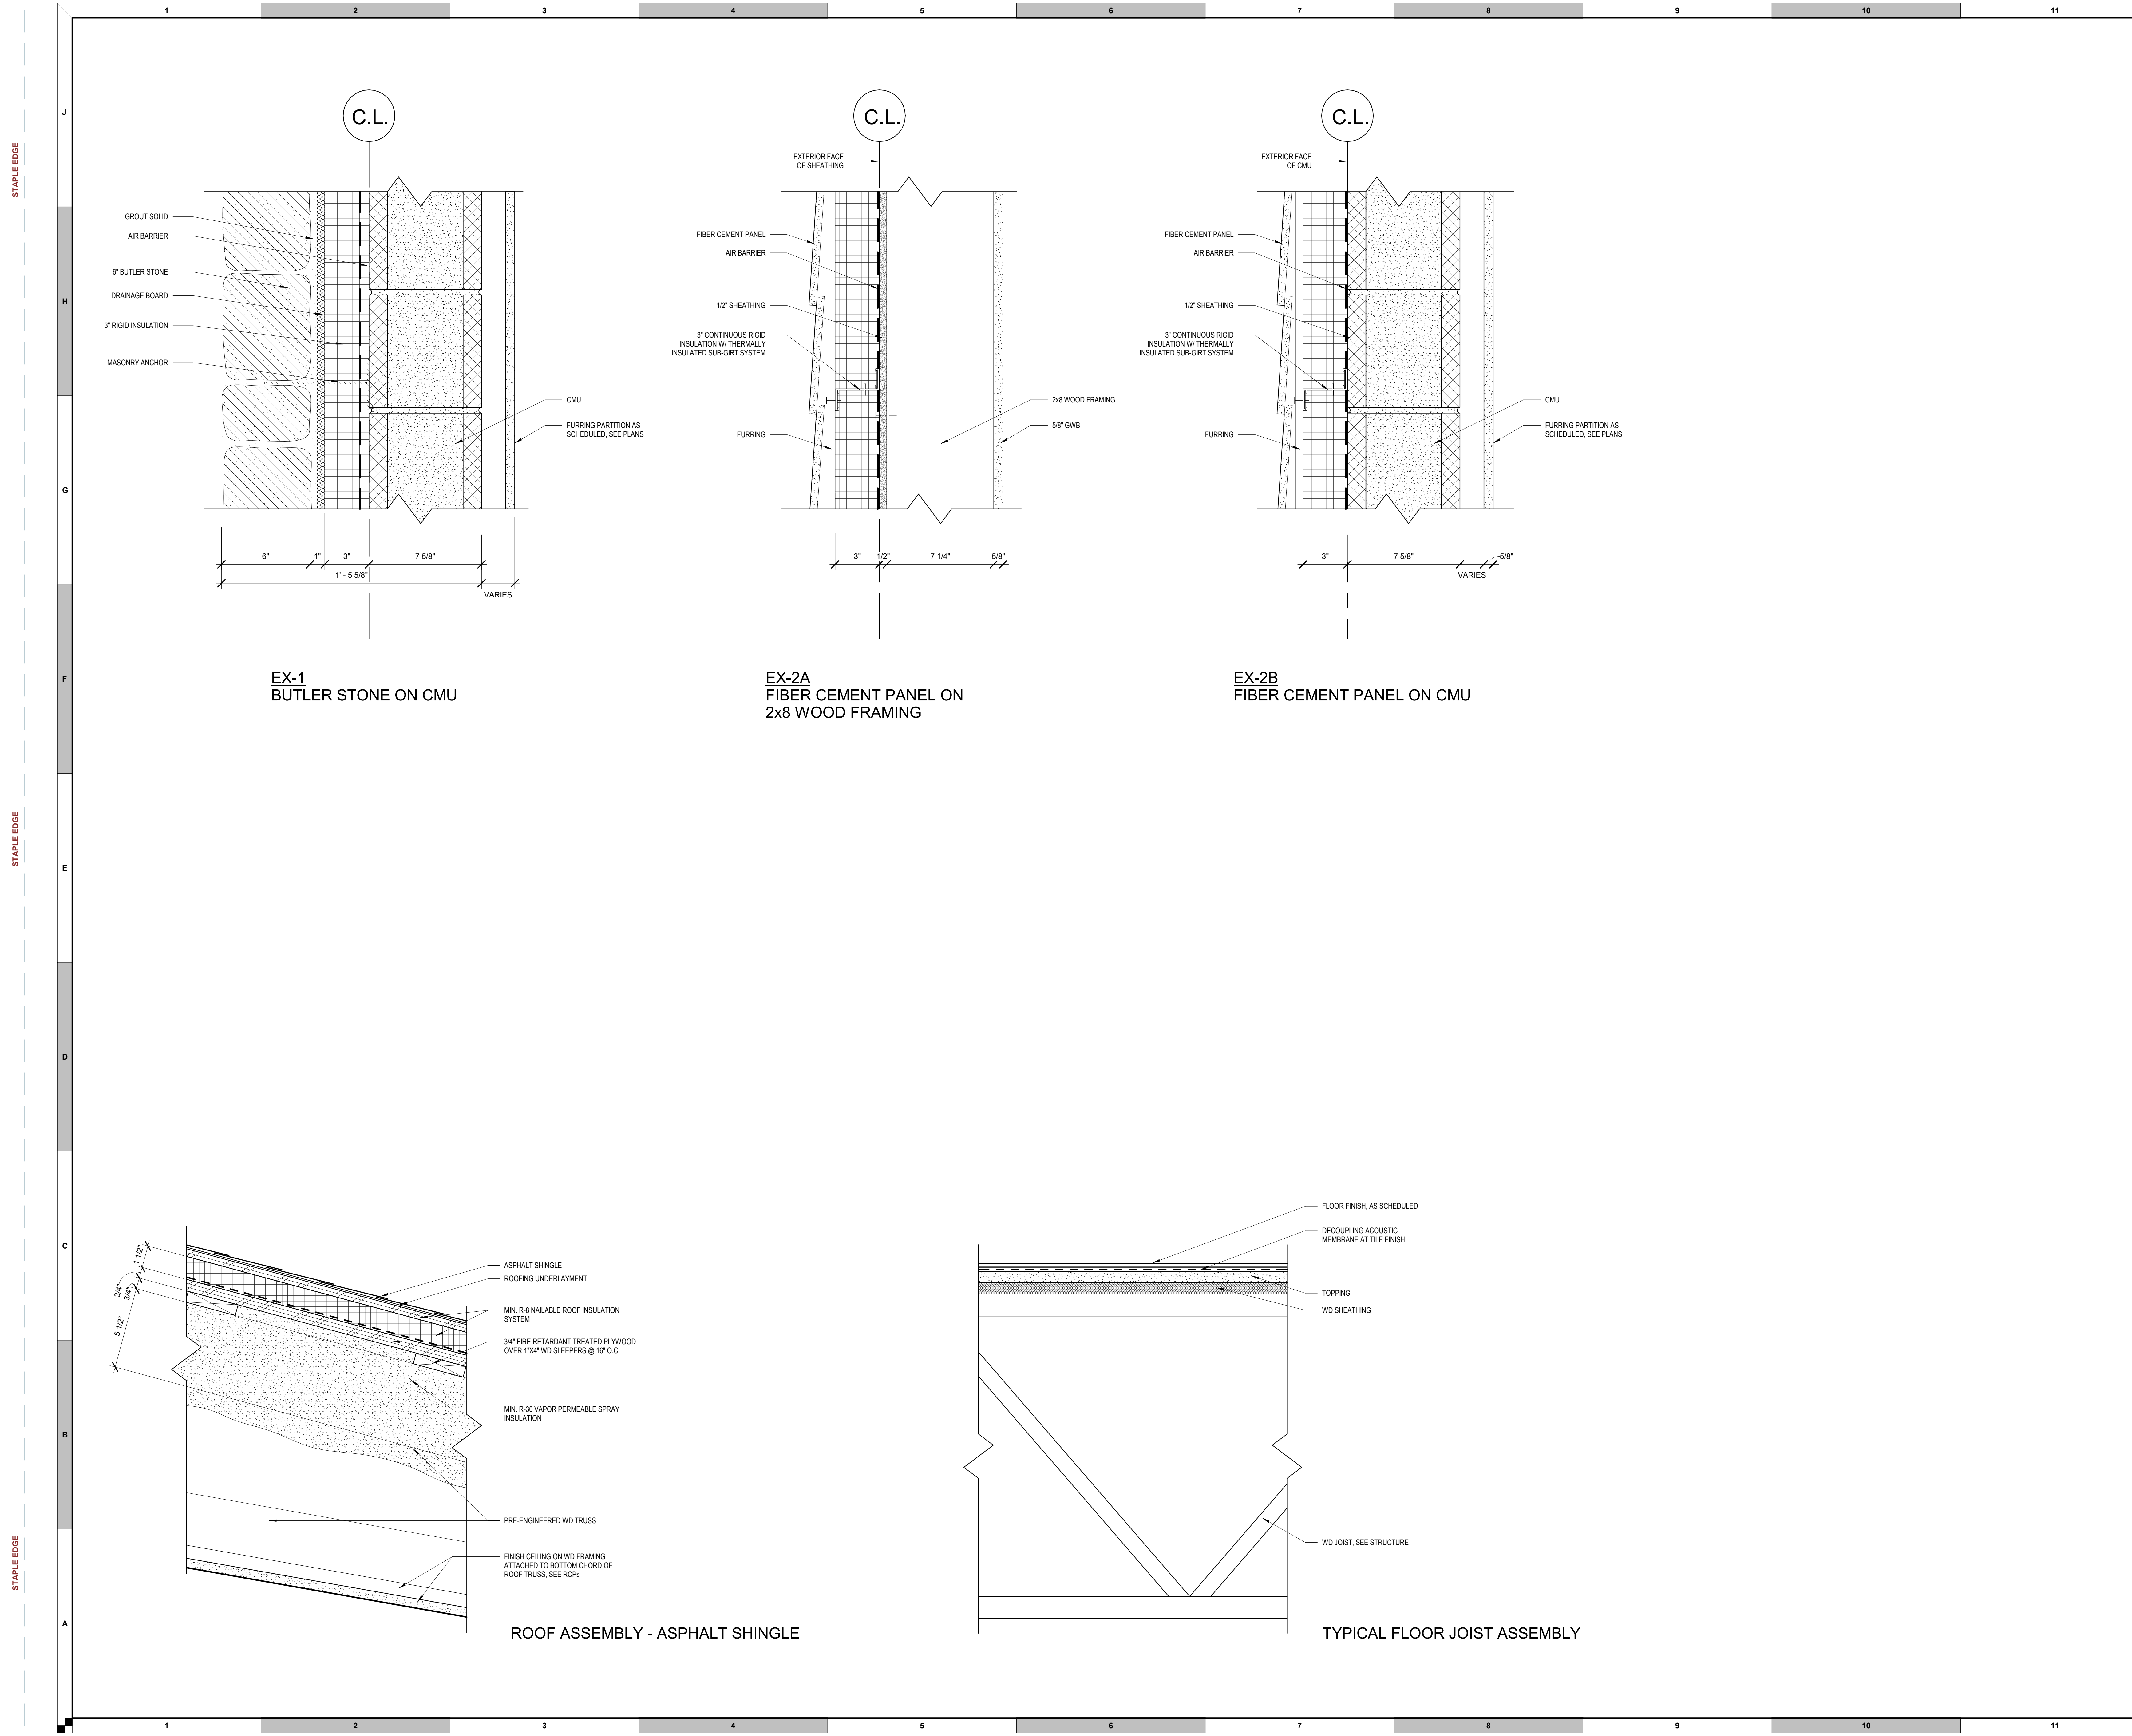 1 2 3 4 5 6 7 8 9 10 11
J
H
G
F
E
D
C
B
A
STAPLE EDGE
STAPLE EDGE
STAPLE EDGE
C.L.
GROUT SOLID
AIR BARRIER
6" BUTLER STONE
DRAINAGE BOARD
3" RIGID INSULATION
MASONRY ANCHOR
CMU
FURRING PARTITION AS
SCHEDULED, SEE PLANS
6" 1" 3" 7 5/8"
1' - 5 5/8"
VARIES
EX-1
BUTLER STONE ON CMU
C.L.
EXTERIOR FACE
OF SHEATHING
FIBER CEMENT PANEL
AIR BARRIER
1/2" SHEATHING
3" CONTINUOUS RIGID
INSULATION W/ THERMALLY
INSULATED SUB-GIRT SYSTEM
FURRING
2x8 WOOD FRAMING
5/8" GWB
3" 1/2" 7 1/4" 5/8"
EX-2A
FIBER CEMENT PANEL ON
2x8 WOOD FRAMING
C.L.
EXTERIOR FACE
OF CMU
FIBER CEMENT PANEL
AIR BARRIER
1/2" SHEATHING
3" CONTINUOUS RIGID
INSULATION W/ THERMALLY
INSULATED SUB-GIRT SYSTEM
FURRING
CMU
FURRING PARTITION AS
SCHEDULED, SEE PLANS
3" 7 5/8" 5/8"
VARIES
EX-2B
FIBER CEMENT PANEL ON CMU
1 1/2"
3/4"
3/4"
5 1/2"
ASPHALT SHINGLE
ROOFING UNDERLAYMENT
MIN. R-8 NAILABLE ROOF INSULATION
SYSTEM
3/4" FIRE RETARDANT TREATED PLYWOOD
OVER 1"X4" WD SLEEPERS @ 16" O.C.
MIN. R-30 VAPOR PERMEABLE SPRAY
INSULATION
PRE-ENGINEERED WD TRUSS
FINISH CEILING ON WD FRAMING
ATTACHED TO BOTTOM CHORD OF
ROOF TRUSS, SEE RCPs
ROOF ASSEMBLY - ASPHALT SHINGLE
FLOOR FINISH, AS SCHEDULED
DECOUPLING ACOUSTIC
MEMBRANE AT TILE FINISH
TOPPING
WD SHEATHING
WD JOIST, SEE STRUCTURE
TYPICAL FLOOR JOIST ASSEMBLY
1 2 3 4 5 6 7 8 9 10 11